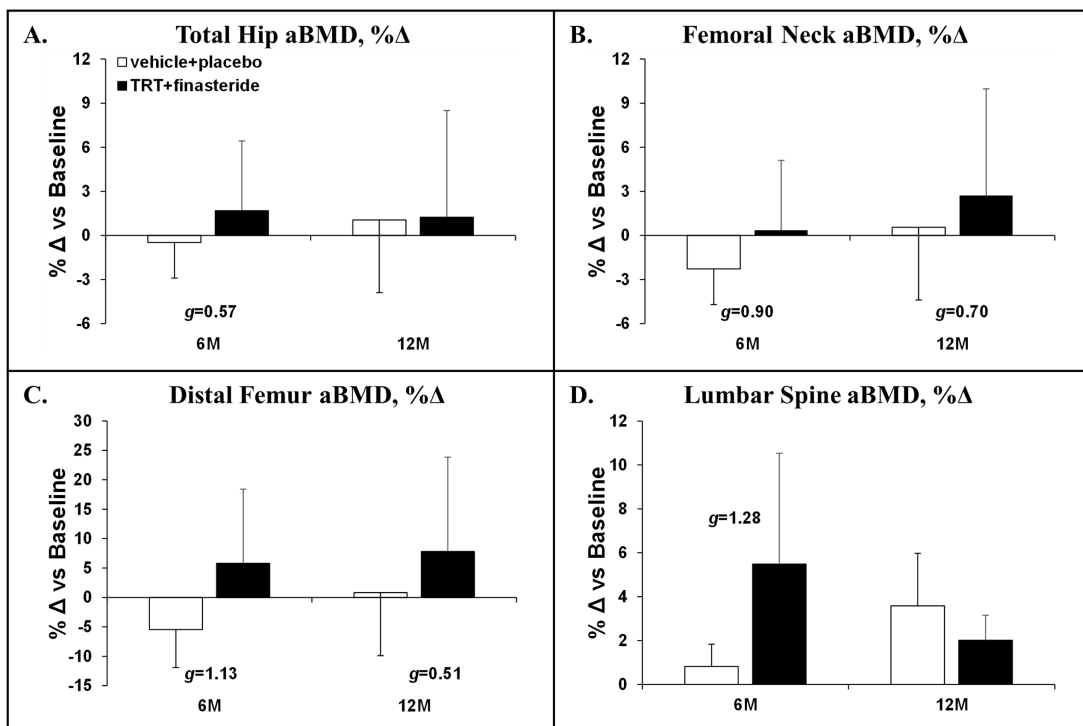 A. Total Hip aBMD, %Δ
vehicle+placebo
TRT+finasteride
% Δ vs Baseline
12
9
6
3
0
-3
-6
g=0.57
6M 12M
B. Femoral Neck aBMD, %Δ
% Δ vs Baseline
12
9
6
3
0
-3
-6
g=0.90 g=0.70
6M 12M
C. Distal Femur aBMD, %Δ
% Δ vs Baseline
30
25
20
15
10
5
0
-5
-10
-15
g=1.13 g=0.51
6M 12M
D. Lumbar Spine aBMD, %Δ
% Δ vs Baseline
12
10
8
6
4
2
0
g=1.28
6M 12M